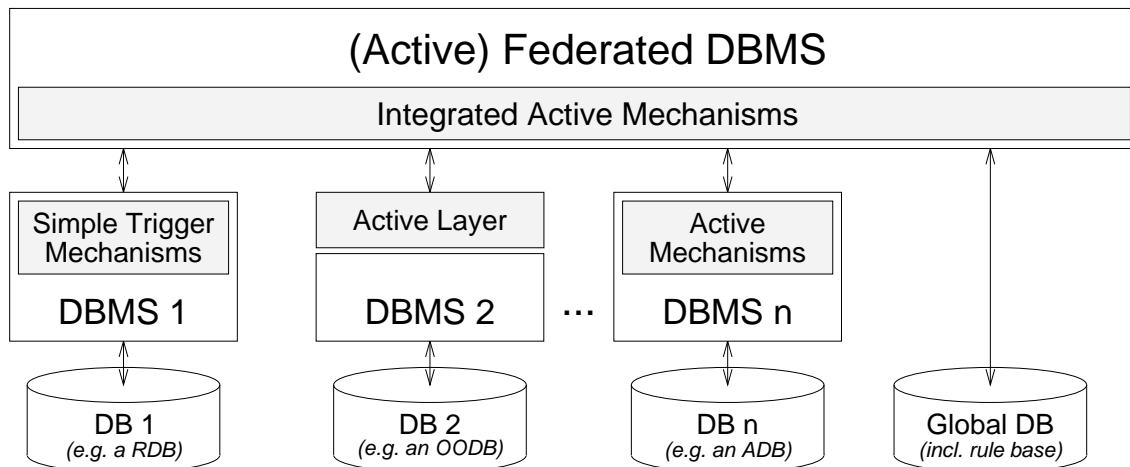 (Active) Federated DBMS
Integrated Active Mechanisms
Simple Trigger
Mechanisms
DBMS 1
Active Layer
DBMS 2
...
Active
Mechanisms
DBMS n
DB 1
(e.g. a RDB)
DB 2
(e.g. an OODB)
DB n
(e.g. an ADB)
Global DB
(incl. rule base)